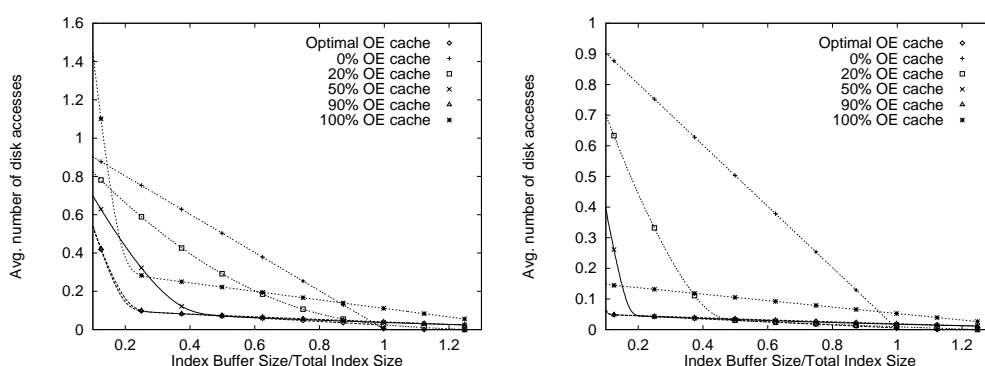 1.6
1.4
1.2
1
0.8
0.6
0.4
0.2
0
Avg. number of disk accesses
Optimal OE cache
0% OE cache
20% OE cache
50% OE cache
90% OE cache
100% OE cache
0.2 0.4 0.6 0.8 1 1.2
Index Buffer Size/Total Index Size
1
0.9
0.8
0.7
0.6
0.5
0.4
0.3
0.2
0.1
0
Avg. number of disk accesses
Optimal OE cache
0% OE cache
20% OE cache
50% OE cache
90% OE cache
100% OE cache
0.2 0.4 0.6 0.8 1 1.2
Index Buffer Size/Total Index Size